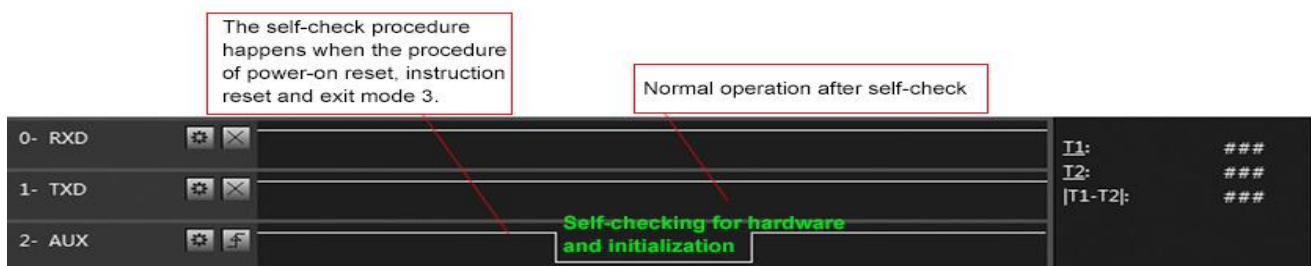 The self-check procedure
happens when the procedure
of power-on reset, instruction
reset and exit mode 3.
Normal operation after self-check
0- RXD
T1: ###
T2: ###
1- TXD
|T1-T2|: ###
Self-checking for hardware
and initialization
2- AUX